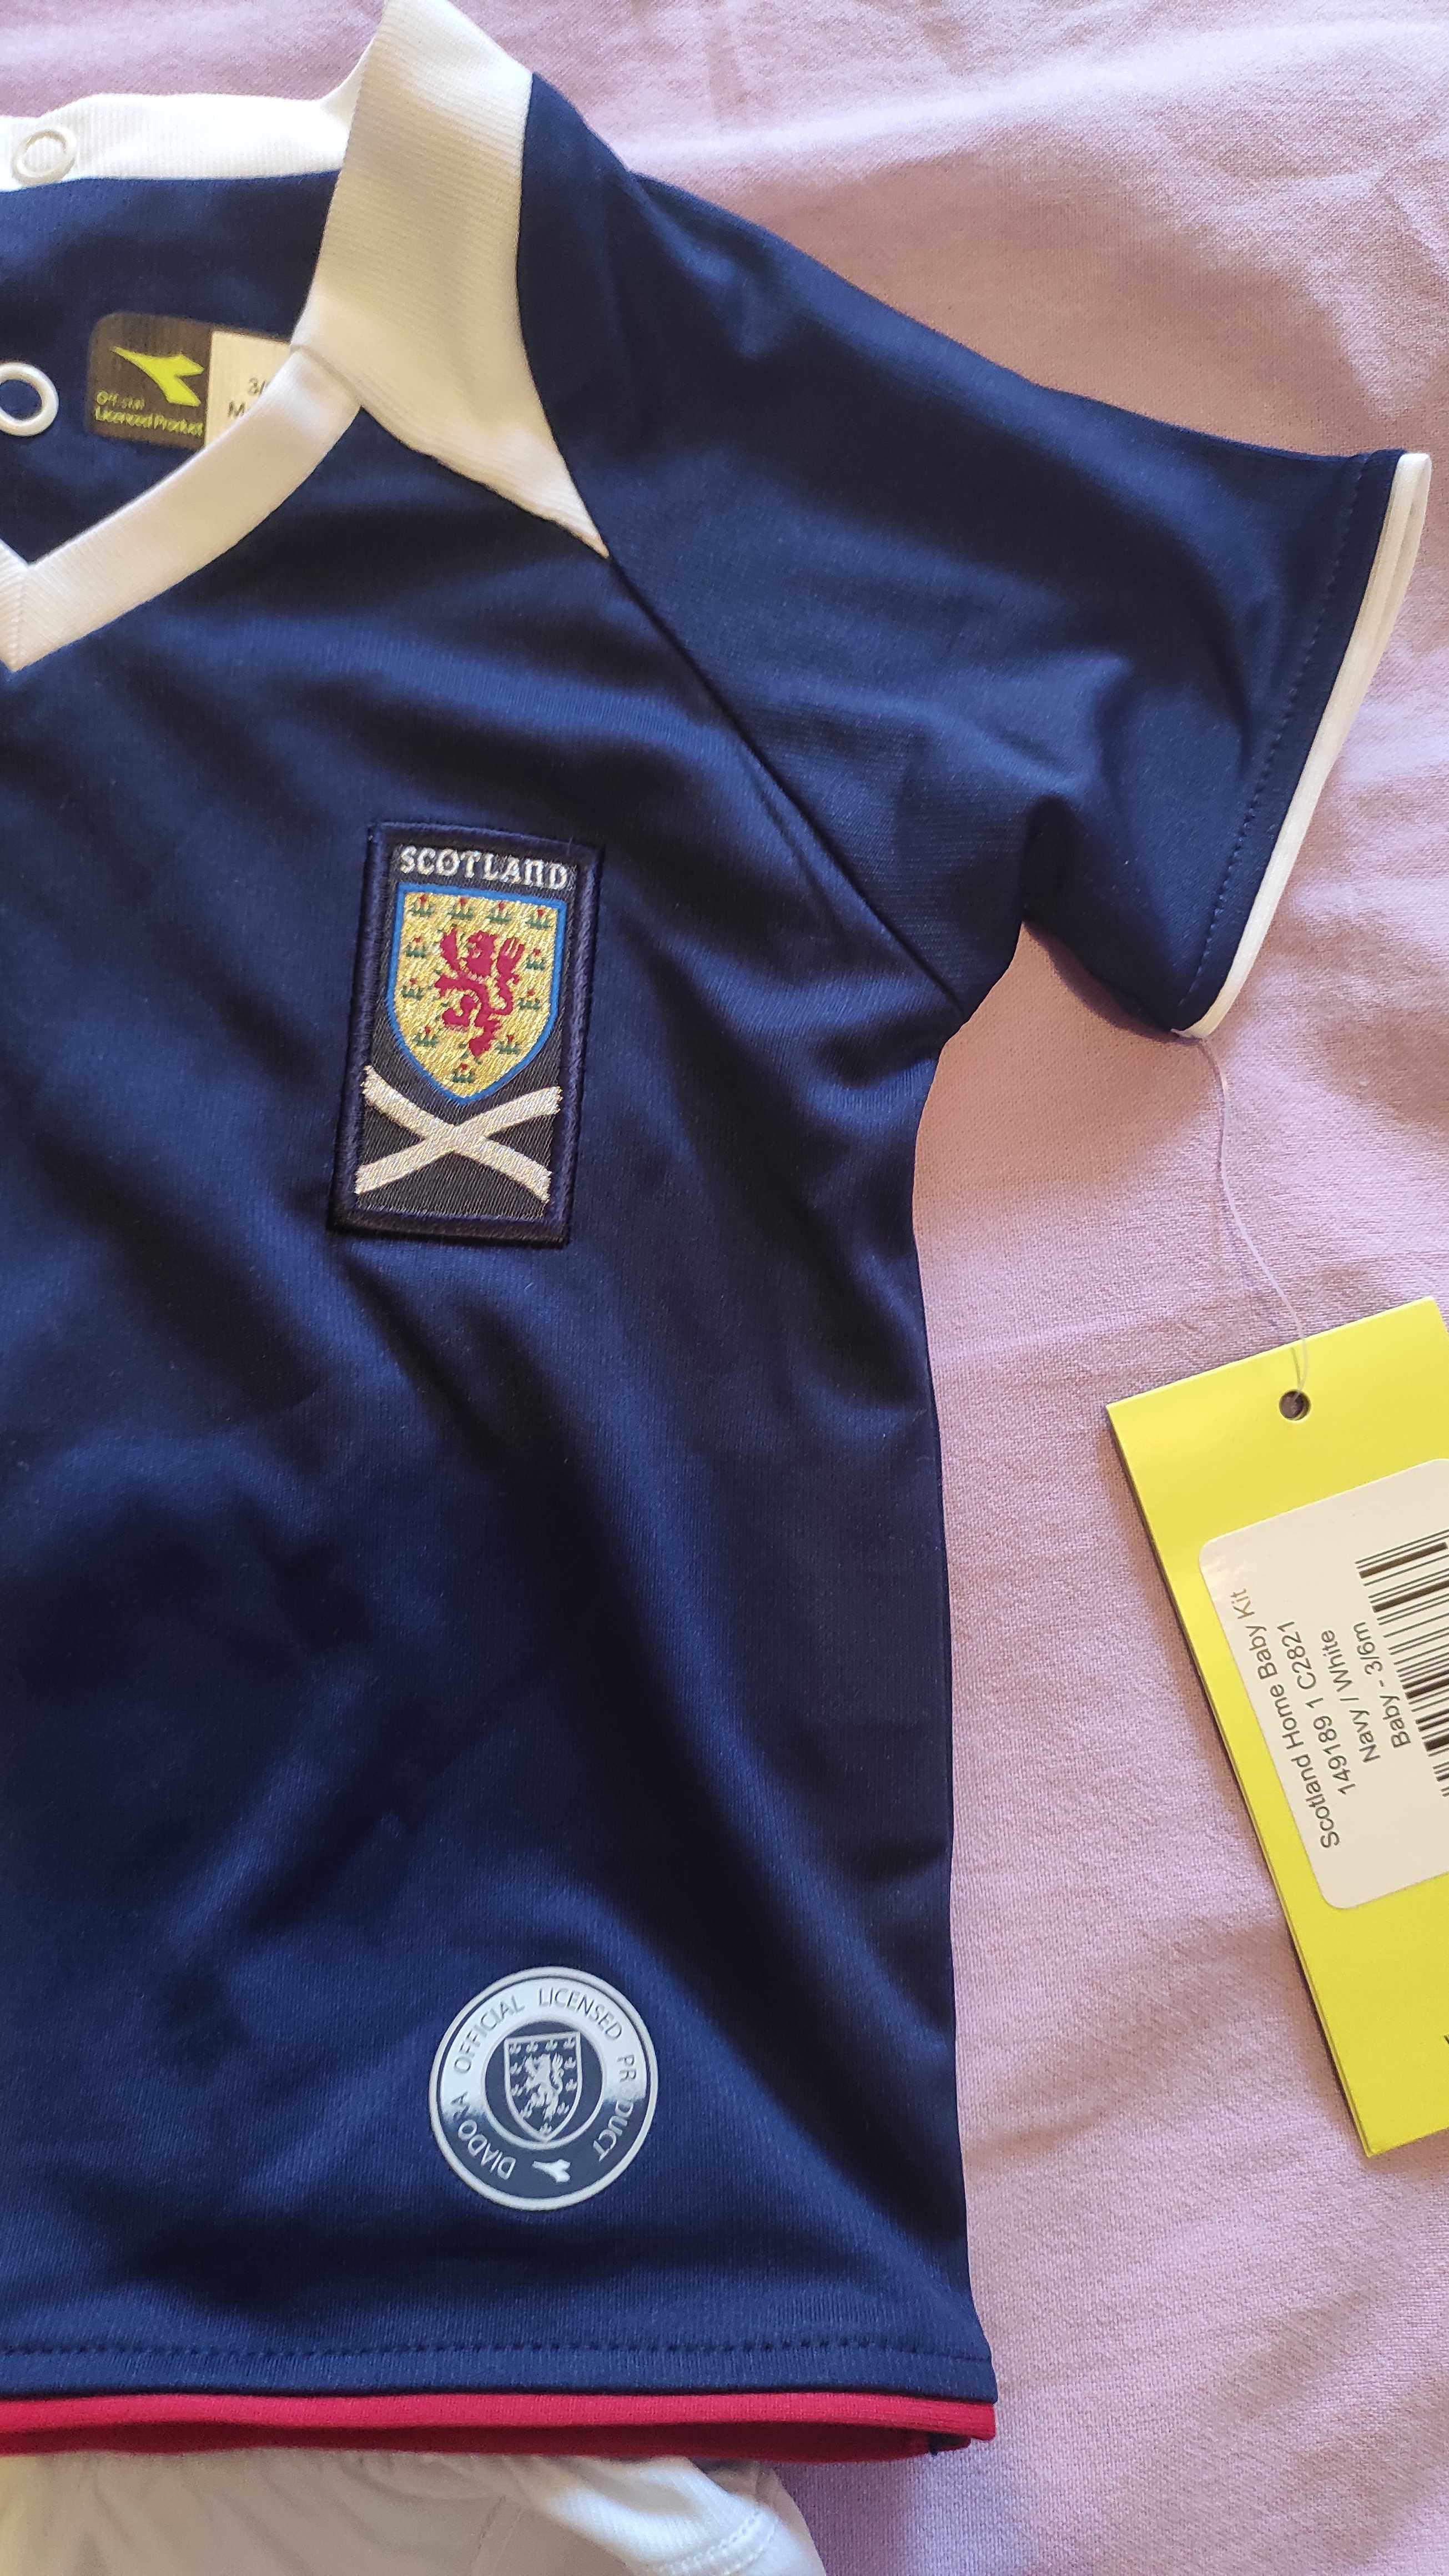 Official
Licenced Product
SCOTLAND
Scotland Home Baby Kit
149189 1 C2821
Navy / White
Baby - 3/6m
DIADORA OFFICIAL LICENSED PRODUCT